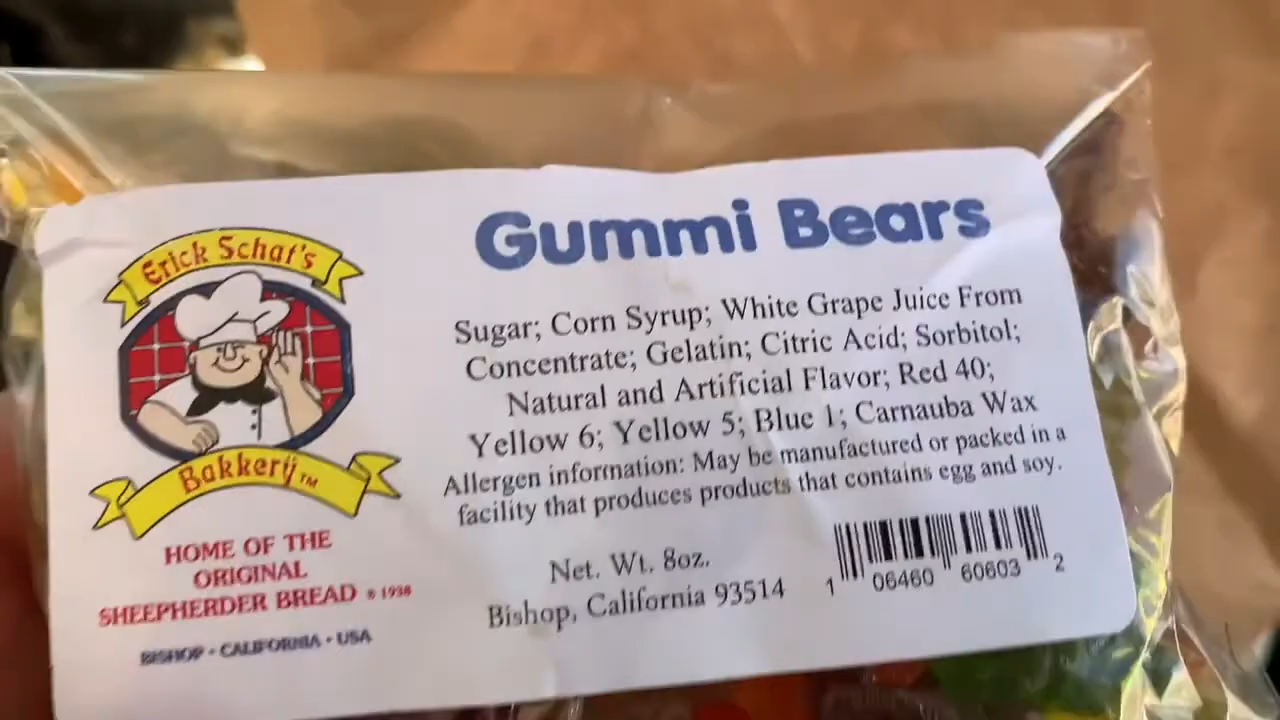 Erick Schat's
Bakkerÿ™
HOME OF THE
ORIGINAL
SHEEPHERDER BREAD ® 1938
BISHOP • CALIFORNIA • USA
Gummi Bears
Sugar; Corn Syrup; White Grape Juice From
Concentrate; Gelatin; Citric Acid; Sorbitol;
Natural and Artificial Flavor; Red 40;
Yellow 6; Yellow 5; Blue 1; Carnauba Wax
Allergen information: May be manufactured or packed in a
facility that produces products that contains egg and soy.
Net. Wt. 8oz.
Bishop, California 93514
1 06460 60603 2